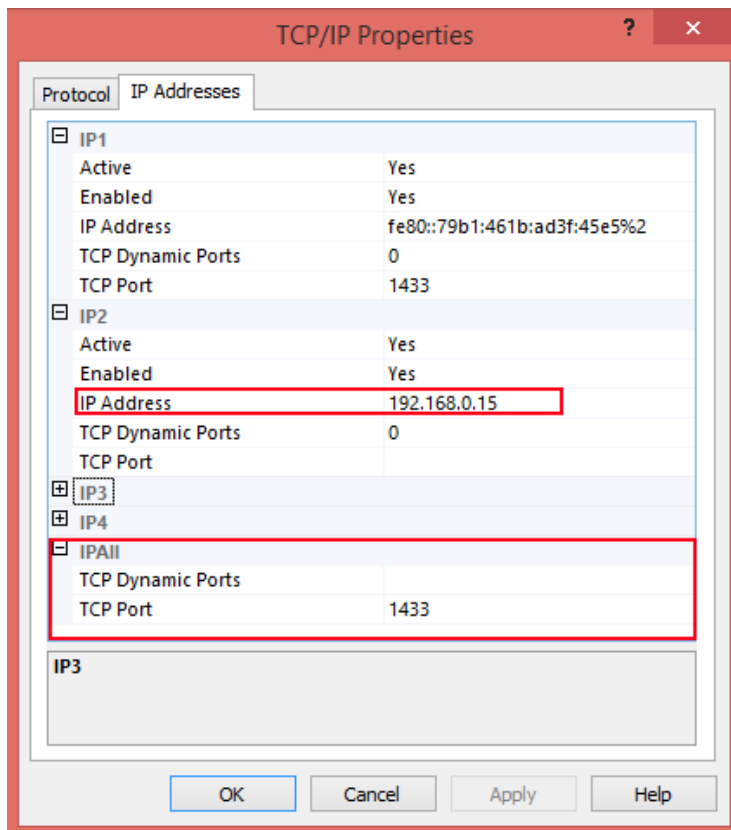 TCP/IP Properties
?
×
Protocol
IP Addresses
IP1
Active Yes
Enabled Yes
IP Address fe80::79b1:461b:ad3f:45e5%2
TCP Dynamic Ports 0
TCP Port 1433
IP2
Active Yes
Enabled Yes
IP Address 192.168.0.15
TCP Dynamic Ports 0
TCP Port
IP3
IP4
IPAll
TCP Dynamic Ports
TCP Port 1433
IP3
OK Cancel Apply Help